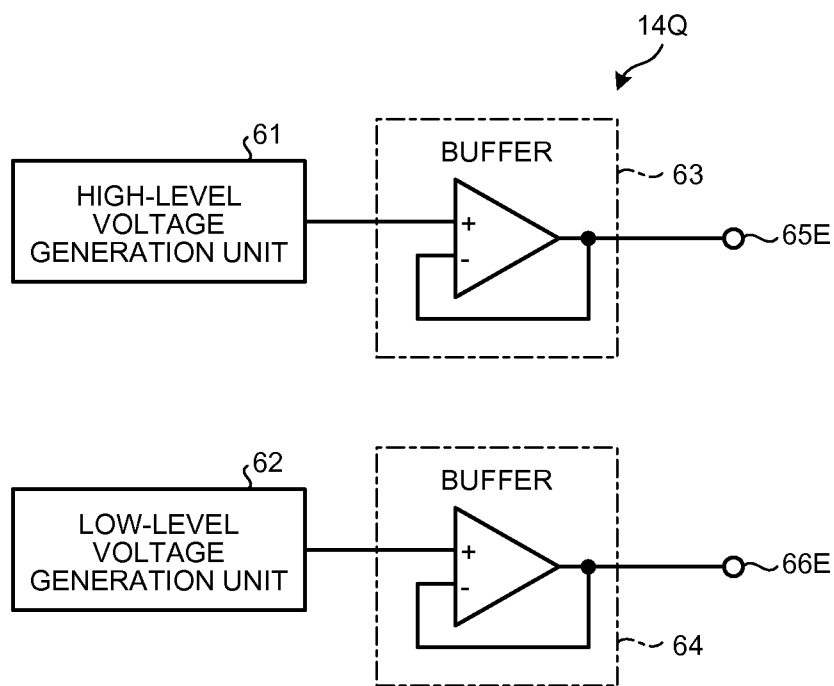 14Q
61
HIGH-LEVEL
VOLTAGE
GENERATION UNIT
BUFFER
+
-
63
65E
62
LOW-LEVEL
VOLTAGE
GENERATION UNIT
BUFFER
+
-
66E
64